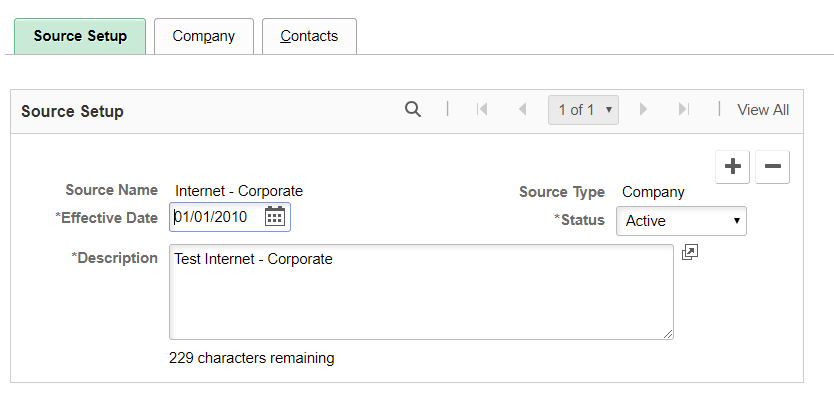 Source Setup Company Contacts
Source Setup 1 of 1 View All
Source Name Internet - Corporate Source Type Company
*Effective Date 01/01/2010 *Status Active
*Description Test Internet - Corporate
229 characters remaining